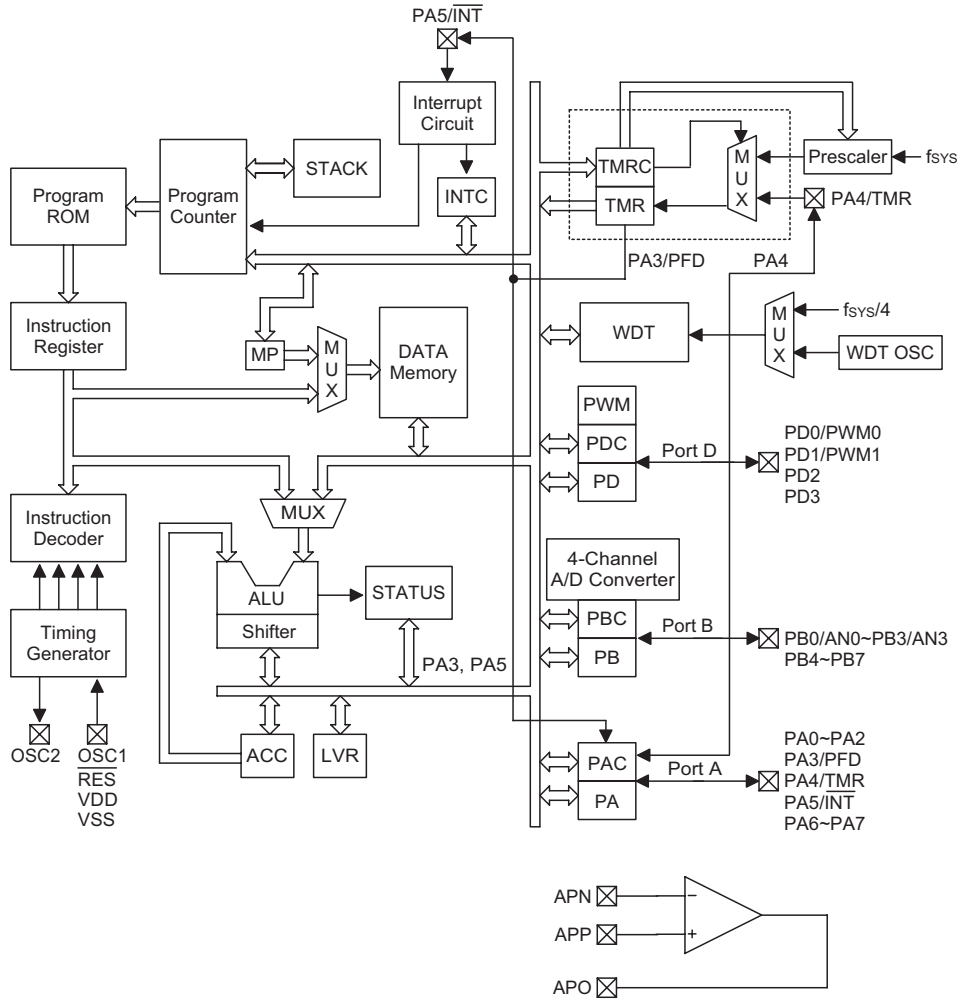 PA5/INT
Interrupt
Circuit
STACK
INTC
Program
ROM
Program
Counter
TMRC
TMR
M
U
X
Prescaler
fSYS
PA4/TMR
PA3/PFD
PA4
Instruction
Register
MP
M
U
X
DATA
Memory
WDT
M
U
X
fSYS/4
WDT OSC
PWM
PDC
PD
Port D
PD0/PWM0
PD1/PWM1
PD2
PD3
Instruction
Decoder
MUX
ALU
Shifter
STATUS
4-Channel
A/D Converter
PBC
PB
Port B
PB0/AN0~PB3/AN3
PB4~PB7
Timing
Generator
PA3, PA5
OSC2
OSC1
RES
VDD
VSS
ACC
LVR
PAC
PA
Port A
PA0~PA2
PA3/PFD
PA4/TMR
PA5/INT
PA6~PA7
APN
−
APP
+
APO